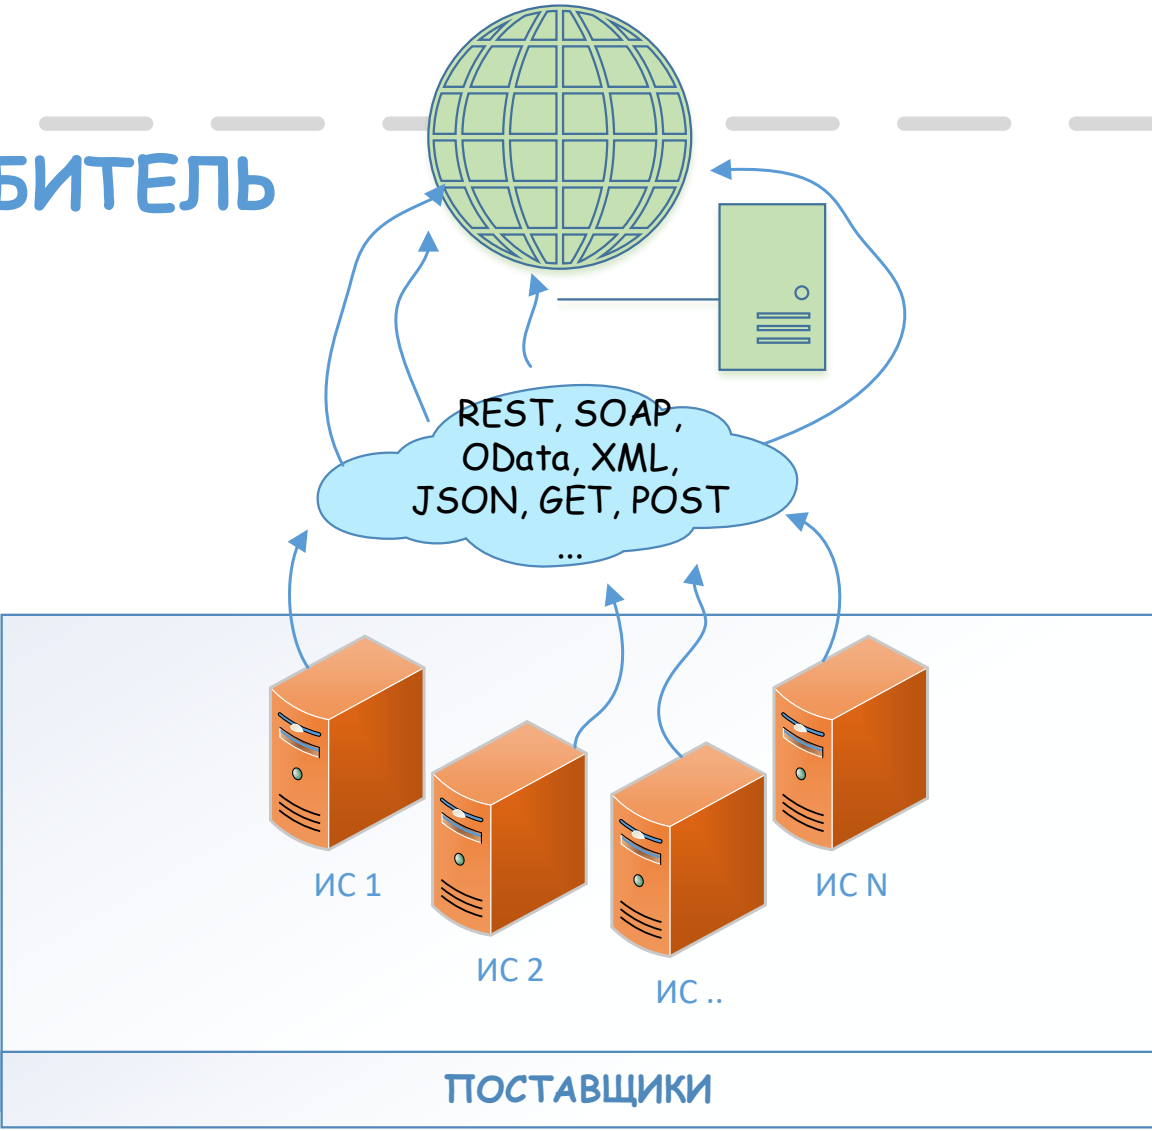 БИТЕЛЬ
REST, SOAP,
OData, XML,
JSON, GET, POST
...
ИС 1
ИС N
ИС 2
ИС ..
ПОСТАВЩИКИ